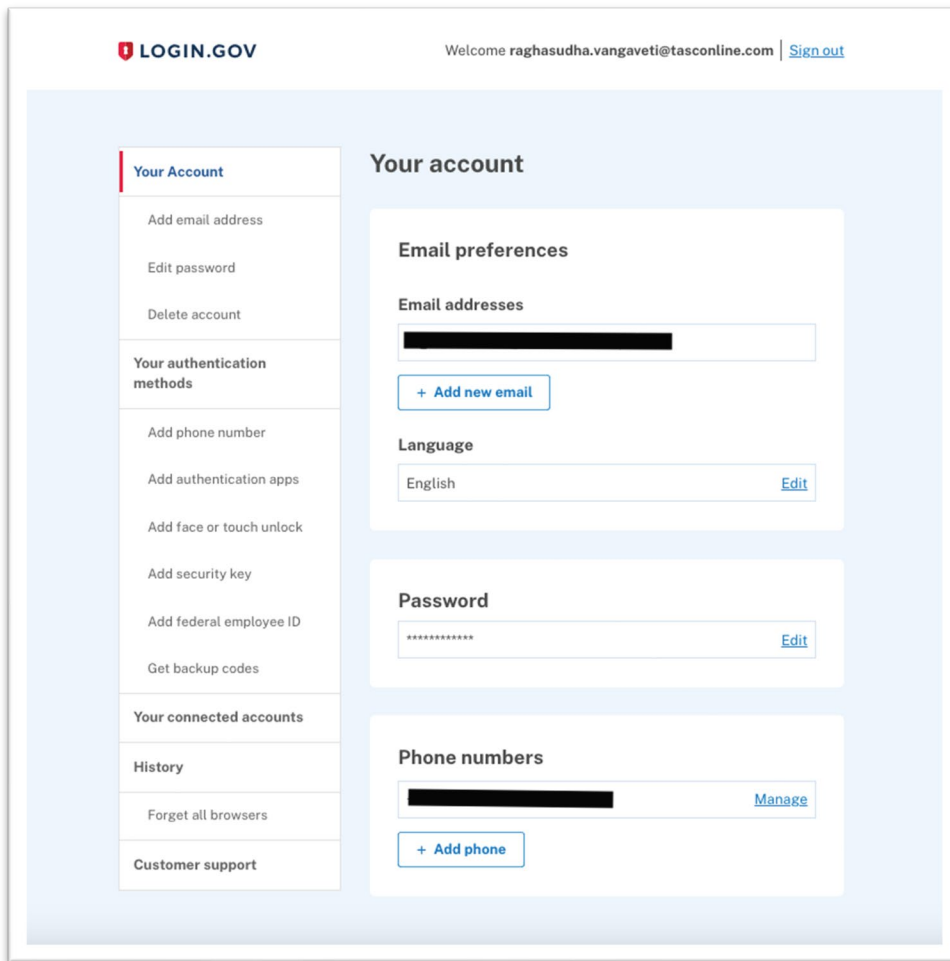 LOGIN.GOV
Welcome raghasudha.vangaveti@tasconline.com | Sign out
Your Account
Add email address
Edit password
Delete account
Your authentication
methods
Add phone number
Add authentication apps
Add face or touch unlock
Add security key
Add federal employee ID
Get backup codes
Your connected accounts
History
Forget all browsers
Customer support
Your account
Email preferences
Email addresses
+ Add new email
Language
English Edit
Password
************ Edit
Phone numbers
Manage
+ Add phone